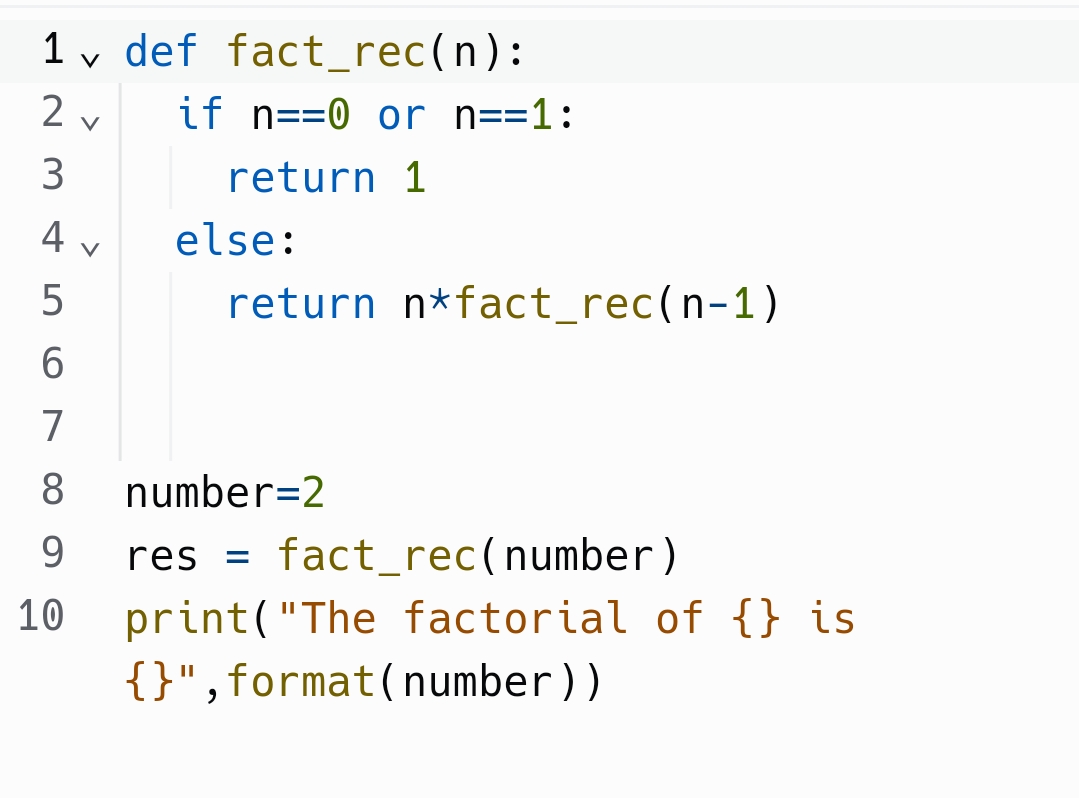 1 def fact_rec(n):
2   if n==0 or n==1:
3     return 1
4   else:
5     return n*fact_rec(n-1)
6
7
8 number=2
9 res = fact_rec(number)
10 print("The factorial of {} is
{}",format(number))